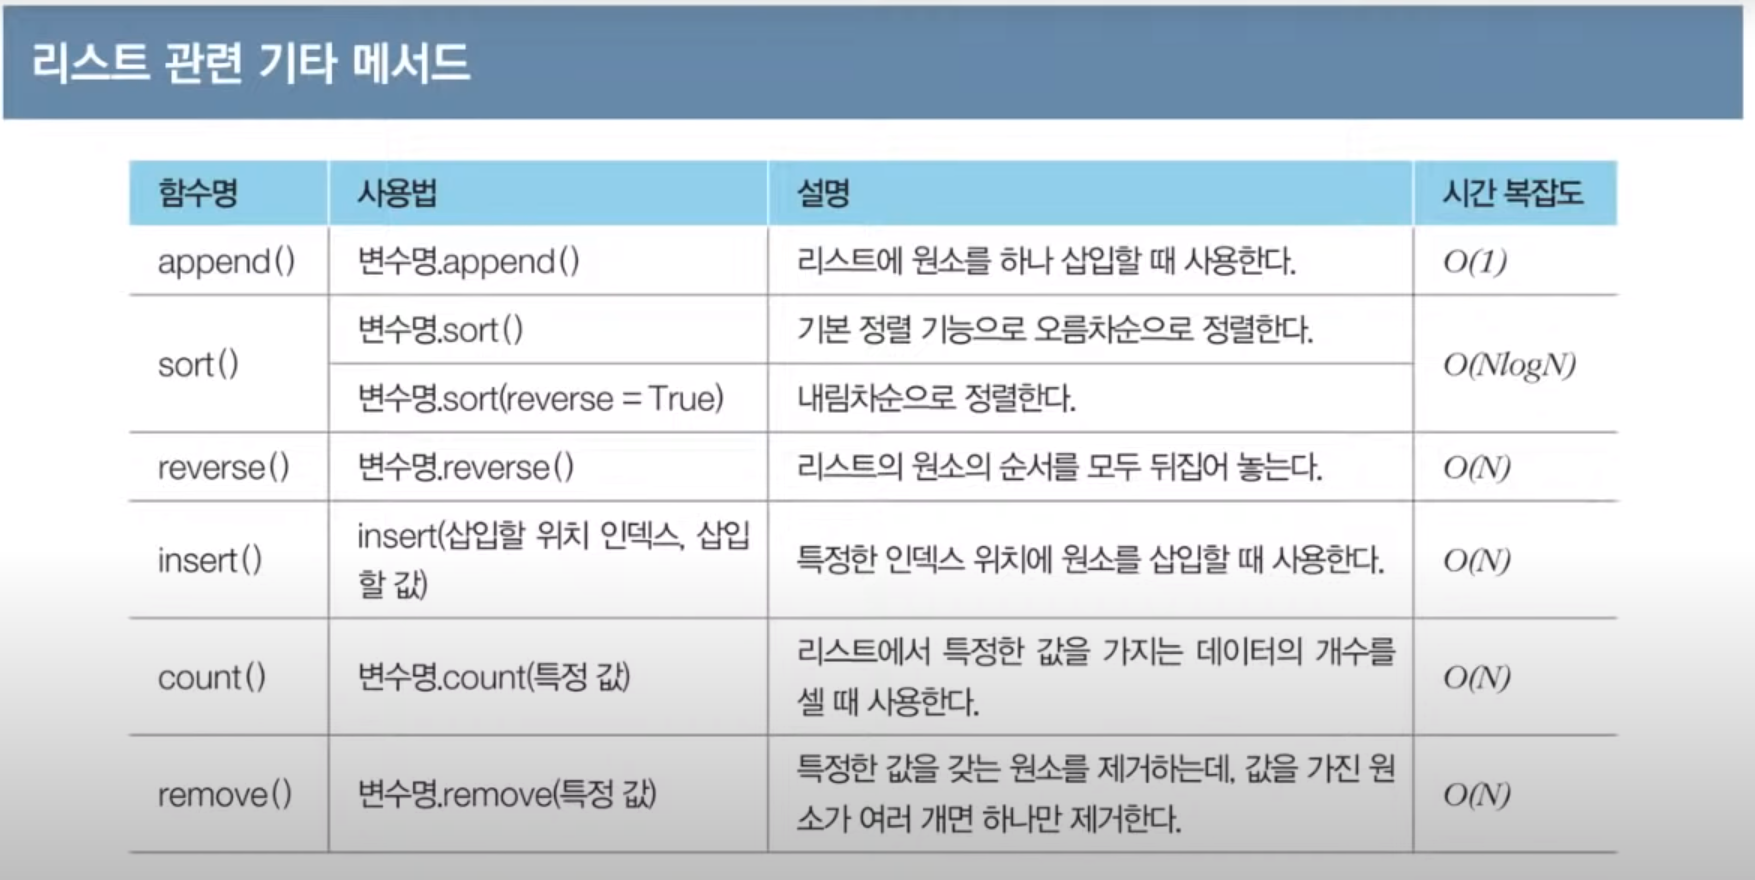 리스트 관련 기타 메서드
함수명 사용법 설명 시간 복잡도
append() 변수명.append() 리스트에 원소를 하나 삽입할 때 사용한다. O(1)
sort() 변수명.sort() 기본 정렬 기능으로 오름차순으로 정렬한다. O(NlogN)
변수명.sort(reverse = True) 내림차순으로 정렬한다.
reverse() 변수명.reverse() 리스트의 원소의 순서를 모두 뒤집어 놓는다. O(N)
insert() insert(삽입할 위치 인덱스, 삽입
할 값) 특정한 인덱스 위치에 원소를 삽입할 때 사용한다. O(N)
count() 변수명.count(특정 값) 리스트에서 특정한 값을 가지는 데이터의 개수를
셀 때 사용한다. O(N)
remove() 변수명.remove(특정 값) 특정한 값을 갖는 원소를 제거하는데, 값을 가진 원
소가 여러 개면 하나만 제거한다. O(N)